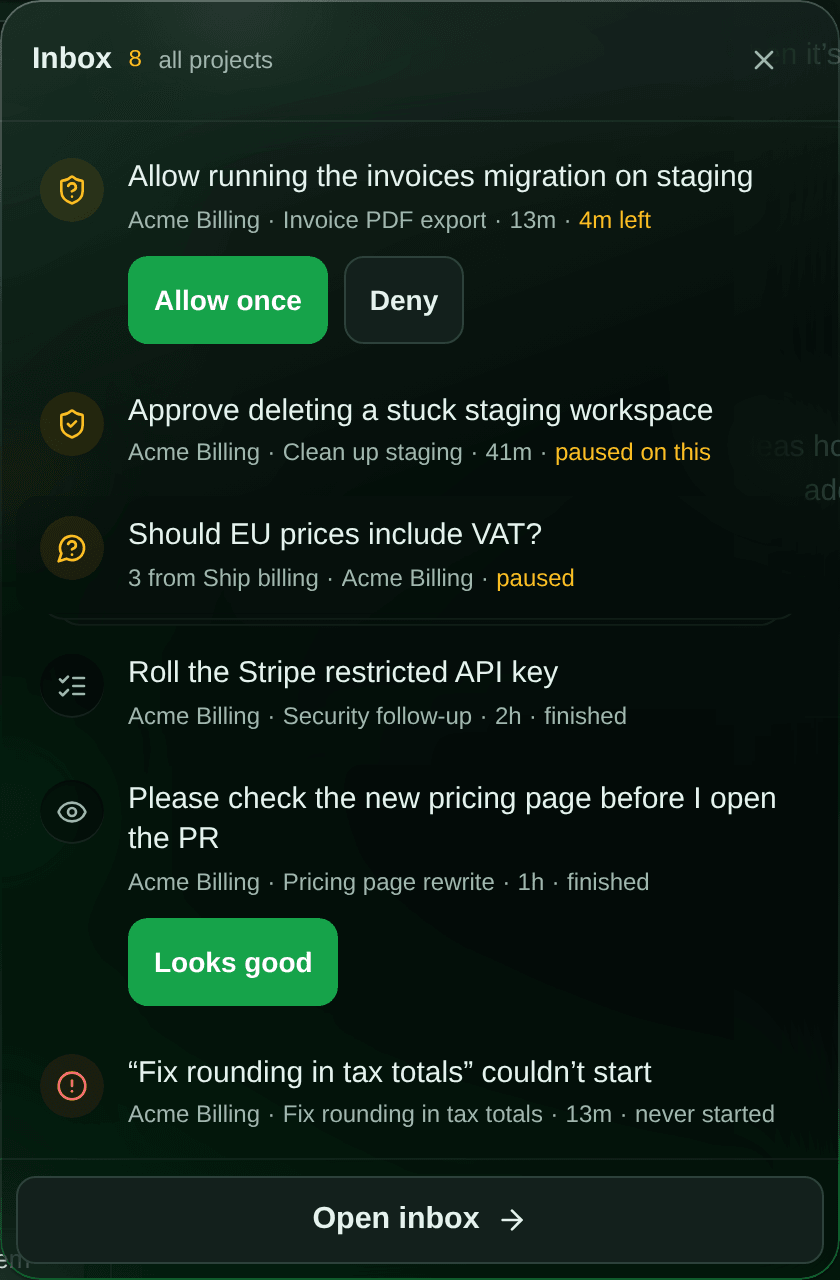 Inbox 8 all projects
Allow running the invoices migration on staging
Acme Billing · Invoice PDF export · 13m · 4m left
Allow once Deny
Approve deleting a stuck staging workspace
Acme Billing · Clean up staging · 41m · paused on this
Should EU prices include VAT?
3 from Ship billing · Acme Billing · paused
Roll the Stripe restricted API key
Acme Billing · Security follow-up · 2h · finished
Please check the new pricing page before I open
the PR
Acme Billing · Pricing page rewrite · 1h · finished
Looks good
“Fix rounding in tax totals” couldn’t start
Acme Billing · Fix rounding in tax totals · 13m · never started
Open inbox →